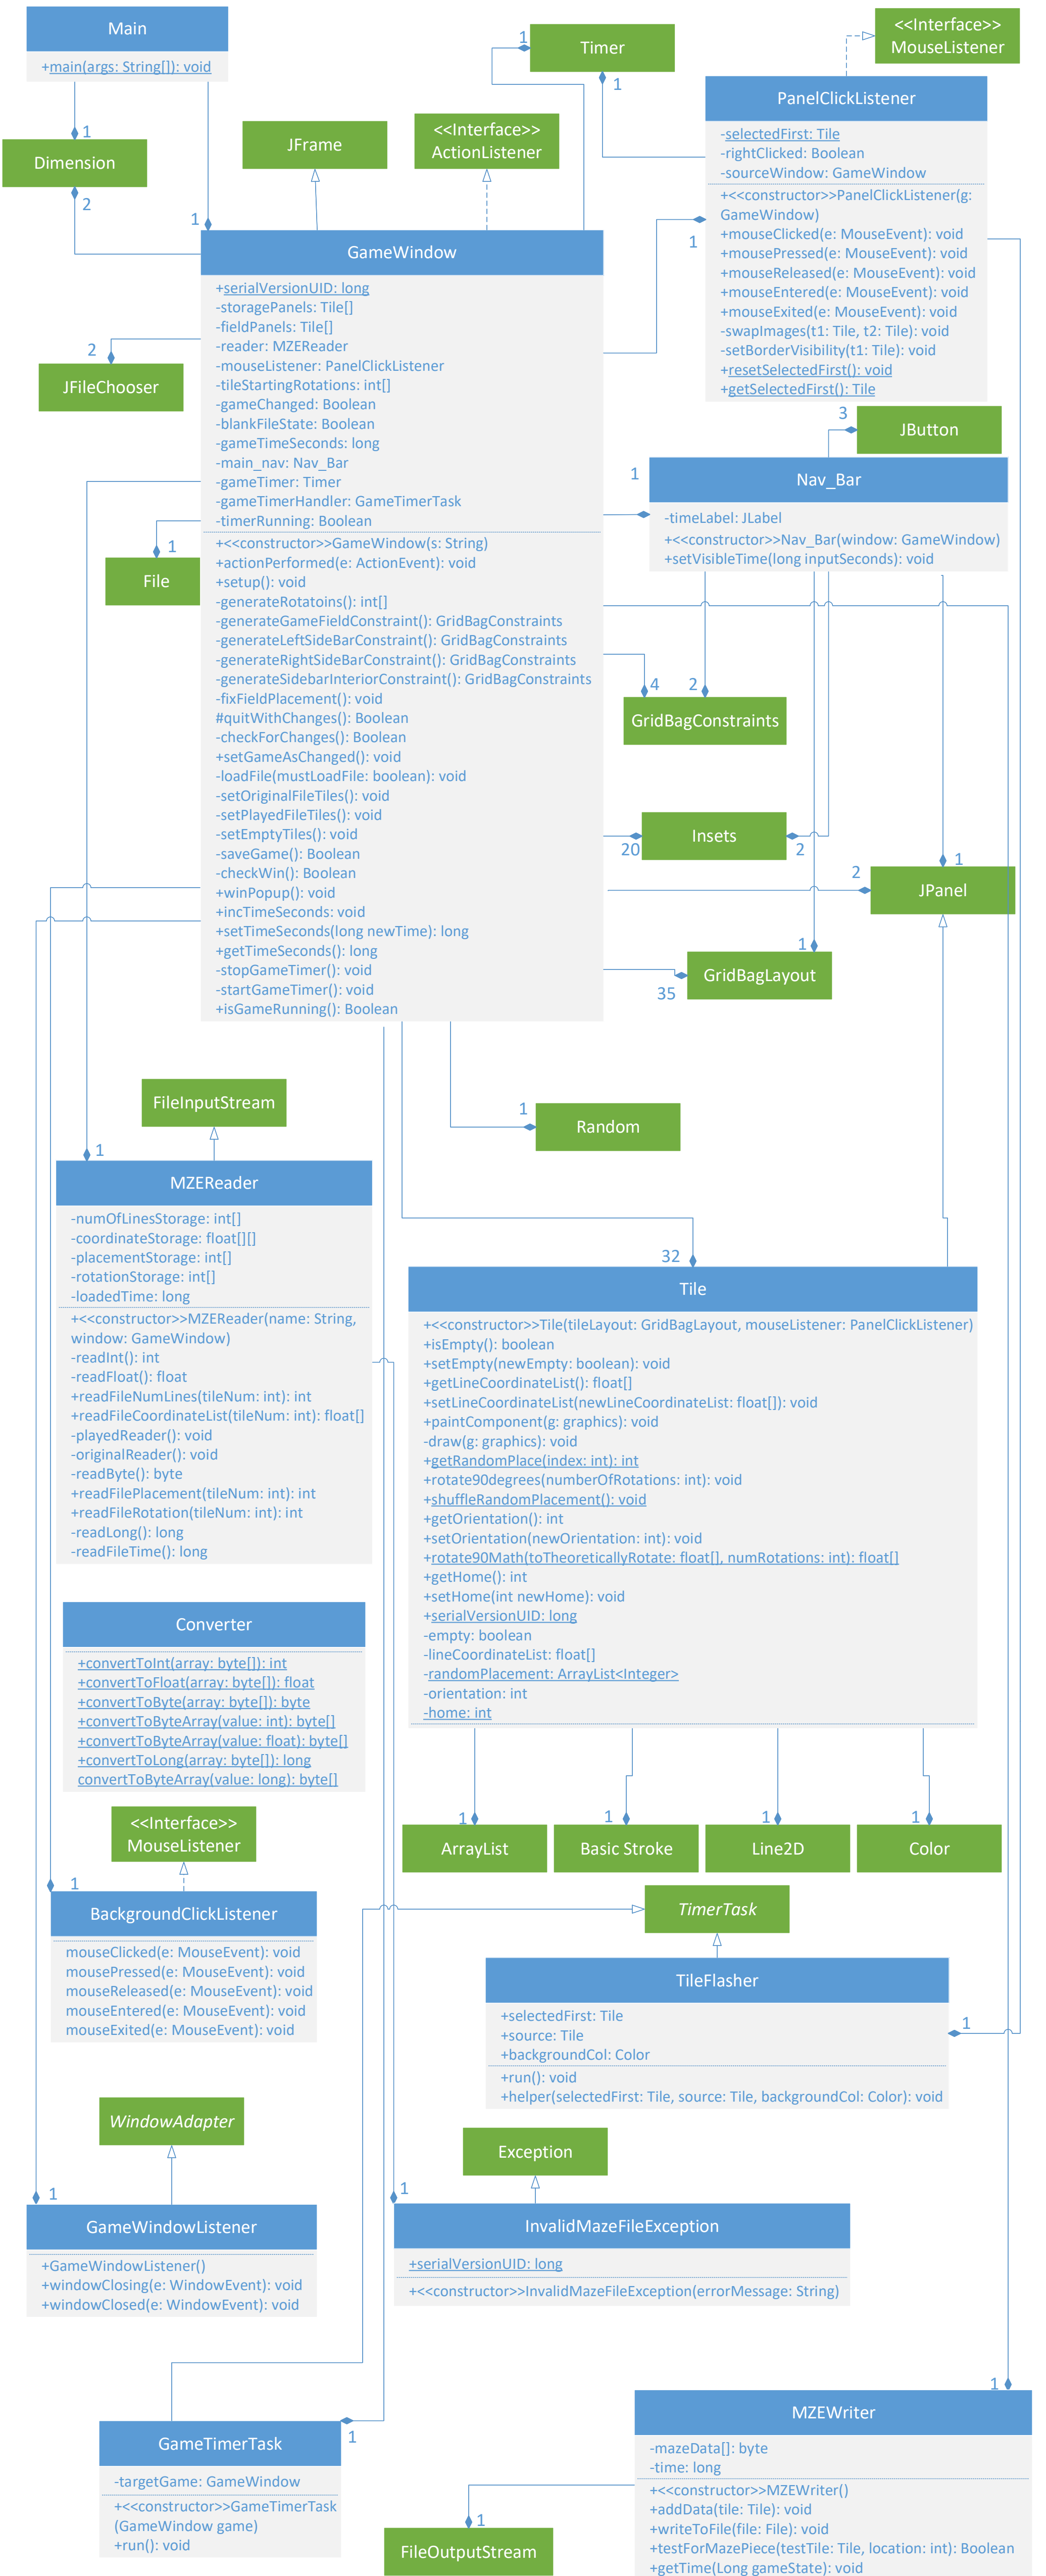 Main
+main(args: String[]): void
1
Timer
1
<<Interface>>
MouseListener
PanelClickListener
-selectedFirst: Tile
-rightClicked: Boolean
-sourceWindow: GameWindow
+<<constructor>>PanelClickListener(g:
GameWindow)
+mouseClicked(e: MouseEvent): void
+mousePressed(e: MouseEvent): void
+mouseReleased(e: MouseEvent): void
+mouseEntered(e: MouseEvent): void
+mouseExited(e: MouseEvent): void
-swapImages(t1: Tile, t2: Tile): void
-setBorderVisibility(t1: Tile): void
+resetSelectedFirst(): void
+getSelectedFirst(): Tile
1
1
Dimension
2
JFrame
<<Interface>>
ActionListener
1
GameWindow
+serialVersionUID: long
-storagePanels: Tile[]
-fieldPanels: Tile[]
-reader: MZEReader
-mouseListener: PanelClickListener
-tileStartingRotations: int[]
-gameChanged: Boolean
-blankFileState: Boolean
-gameTimeSeconds: long
-main_nav: Nav_Bar
-gameTimer: Timer
-gameTimerHandler: GameTimerTask
-timerRunning: Boolean
+<<constructor>>GameWindow(s: String)
+actionPerformed(e: ActionEvent): void
+setup(): void
-generateRotatoins(): int[]
-generateGameFieldConstraint(): GridBagConstraints
-generateLeftSideBarConstraint(): GridBagConstraints
-generateRightSideBarConstraint(): GridBagConstraints
-generateSidebarInteriorConstraint(): GridBagConstraints
-fixFieldPlacement(): void
#quitWithChanges(): Boolean
-checkForChanges(): Boolean
+setGameAsChanged(): void
-loadFile(mustLoadFile: boolean): void
-setOriginalFileTiles(): void
-setPlayedFileTiles(): void
-setEmptyTiles(): void
-saveGame(): Boolean
-checkWin(): Boolean
+winPopup(): void
+incTimeSeconds: void
+setTimeSeconds(long newTime): long
+getTimeSeconds(): long
-stopGameTimer(): void
-startGameTimer(): void
+isGameRunning(): Boolean
2
JFileChooser
1
File
3
JButton
1
Nav_Bar
-timeLabel: JLabel
+<<constructor>>Nav_Bar(window: GameWindow)
+setVisibleTime(long inputSeconds): void
4
2
GridBagConstraints
Insets
20
2
1
2
JPanel
1
GridBagLayout
35
1
Random
FileInputStream
1
MZEReader
-numOfLinesStorage: int[]
-coordinateStorage: float[][]
-placementStorage: int[]
-rotationStorage: int[]
-loadedTime: long
+<<constructor>>MZEReader(name: String,
window: GameWindow)
-readInt(): int
-readFloat(): float
+readFileNumLines(tileNum: int): int
+readFileCoordinateList(tileNum: int): float[]
-playedReader(): void
-originalReader(): void
-readByte(): byte
+readFilePlacement(tileNum: int): int
+readFileRotation(tileNum: int): int
-readLong(): long
-readFileTime(): long
32
Tile
+<<constructor>>Tile(tileLayout: GridBagLayout, mouseListener: PanelClickListener)
+isEmpty(): boolean
+setEmpty(newEmpty: boolean): void
+getLineCoordinateList(): float[]
+setLineCoordinateList(newLineCoordinateList: float[]): void
+paintComponent(g: graphics): void
-draw(g: graphics): void
+getRandomPlace(index: int): int
+rotate90degrees(numberOfRotations: int): void
+shuffleRandomPlacement(): void
+getOrientation(): int
+setOrientation(newOrientation: int): void
+rotate90Math(toTheoreticallyRotate: float[], numRotations: int): float[]
+getHome(): int
+setHome(int newHome): void
+serialVersionUID: long
-empty: boolean
-lineCoordinateList: float[]
-randomPlacement: ArrayList<Integer>
-orientation: int
-home: int
Converter
+convertToInt(array: byte[]): int
+convertToFloat(array: byte[]): float
+convertToByte(array: byte[]): byte
+convertToByteArray(value: int): byte[]
+convertToByteArray(value: float): byte[]
+convertToLong(array: byte[]): long
convertToByteArray(value: long): byte[]
1
ArrayList
1
Basic Stroke
1
Line2D
1
Color
<<Interface>>
MouseListener
1
BackgroundClickListener
mouseClicked(e: MouseEvent): void
mousePressed(e: MouseEvent): void
mouseReleased(e: MouseEvent): void
mouseEntered(e: MouseEvent): void
mouseExited(e: MouseEvent): void
TimerTask
TileFlasher
+selectedFirst: Tile
+source: Tile
+backgroundCol: Color
+run(): void
+helper(selectedFirst: Tile, source: Tile, backgroundCol: Color): void
1
WindowAdapter
1
GameWindowListener
+GameWindowListener()
+windowClosing(e: WindowEvent): void
+windowClosed(e: WindowEvent): void
Exception
1
InvalidMazeFileException
+serialVersionUID: long
+<<constructor>>InvalidMazeFileException(errorMessage: String)
1
GameTimerTask
-targetGame: GameWindow
+<<constructor>>GameTimerTask
(GameWindow game)
+run(): void
1
MZEWriter
-mazeData[]: byte
-time: long
+<<constructor>>MZEWriter()
+addData(tile: Tile): void
+writeToFile(file: File): void
+testForMazePiece(testTile: Tile, location: int): Boolean
+getTime(Long gameState): void
1
FileOutputStream